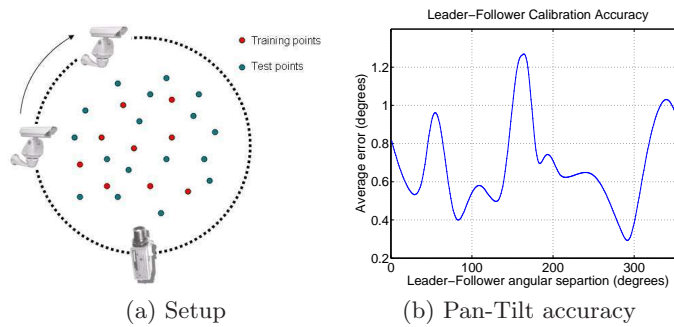 Training points
Test points
(a) Setup
Leader-Follower Calibration Accuracy
Average error (degrees)
1.2
1
0.8
0.6
0.4
0.2
0
100
200
300
Leader-Follower angular separtion (degrees)
(b) Pan-Tilt accuracy